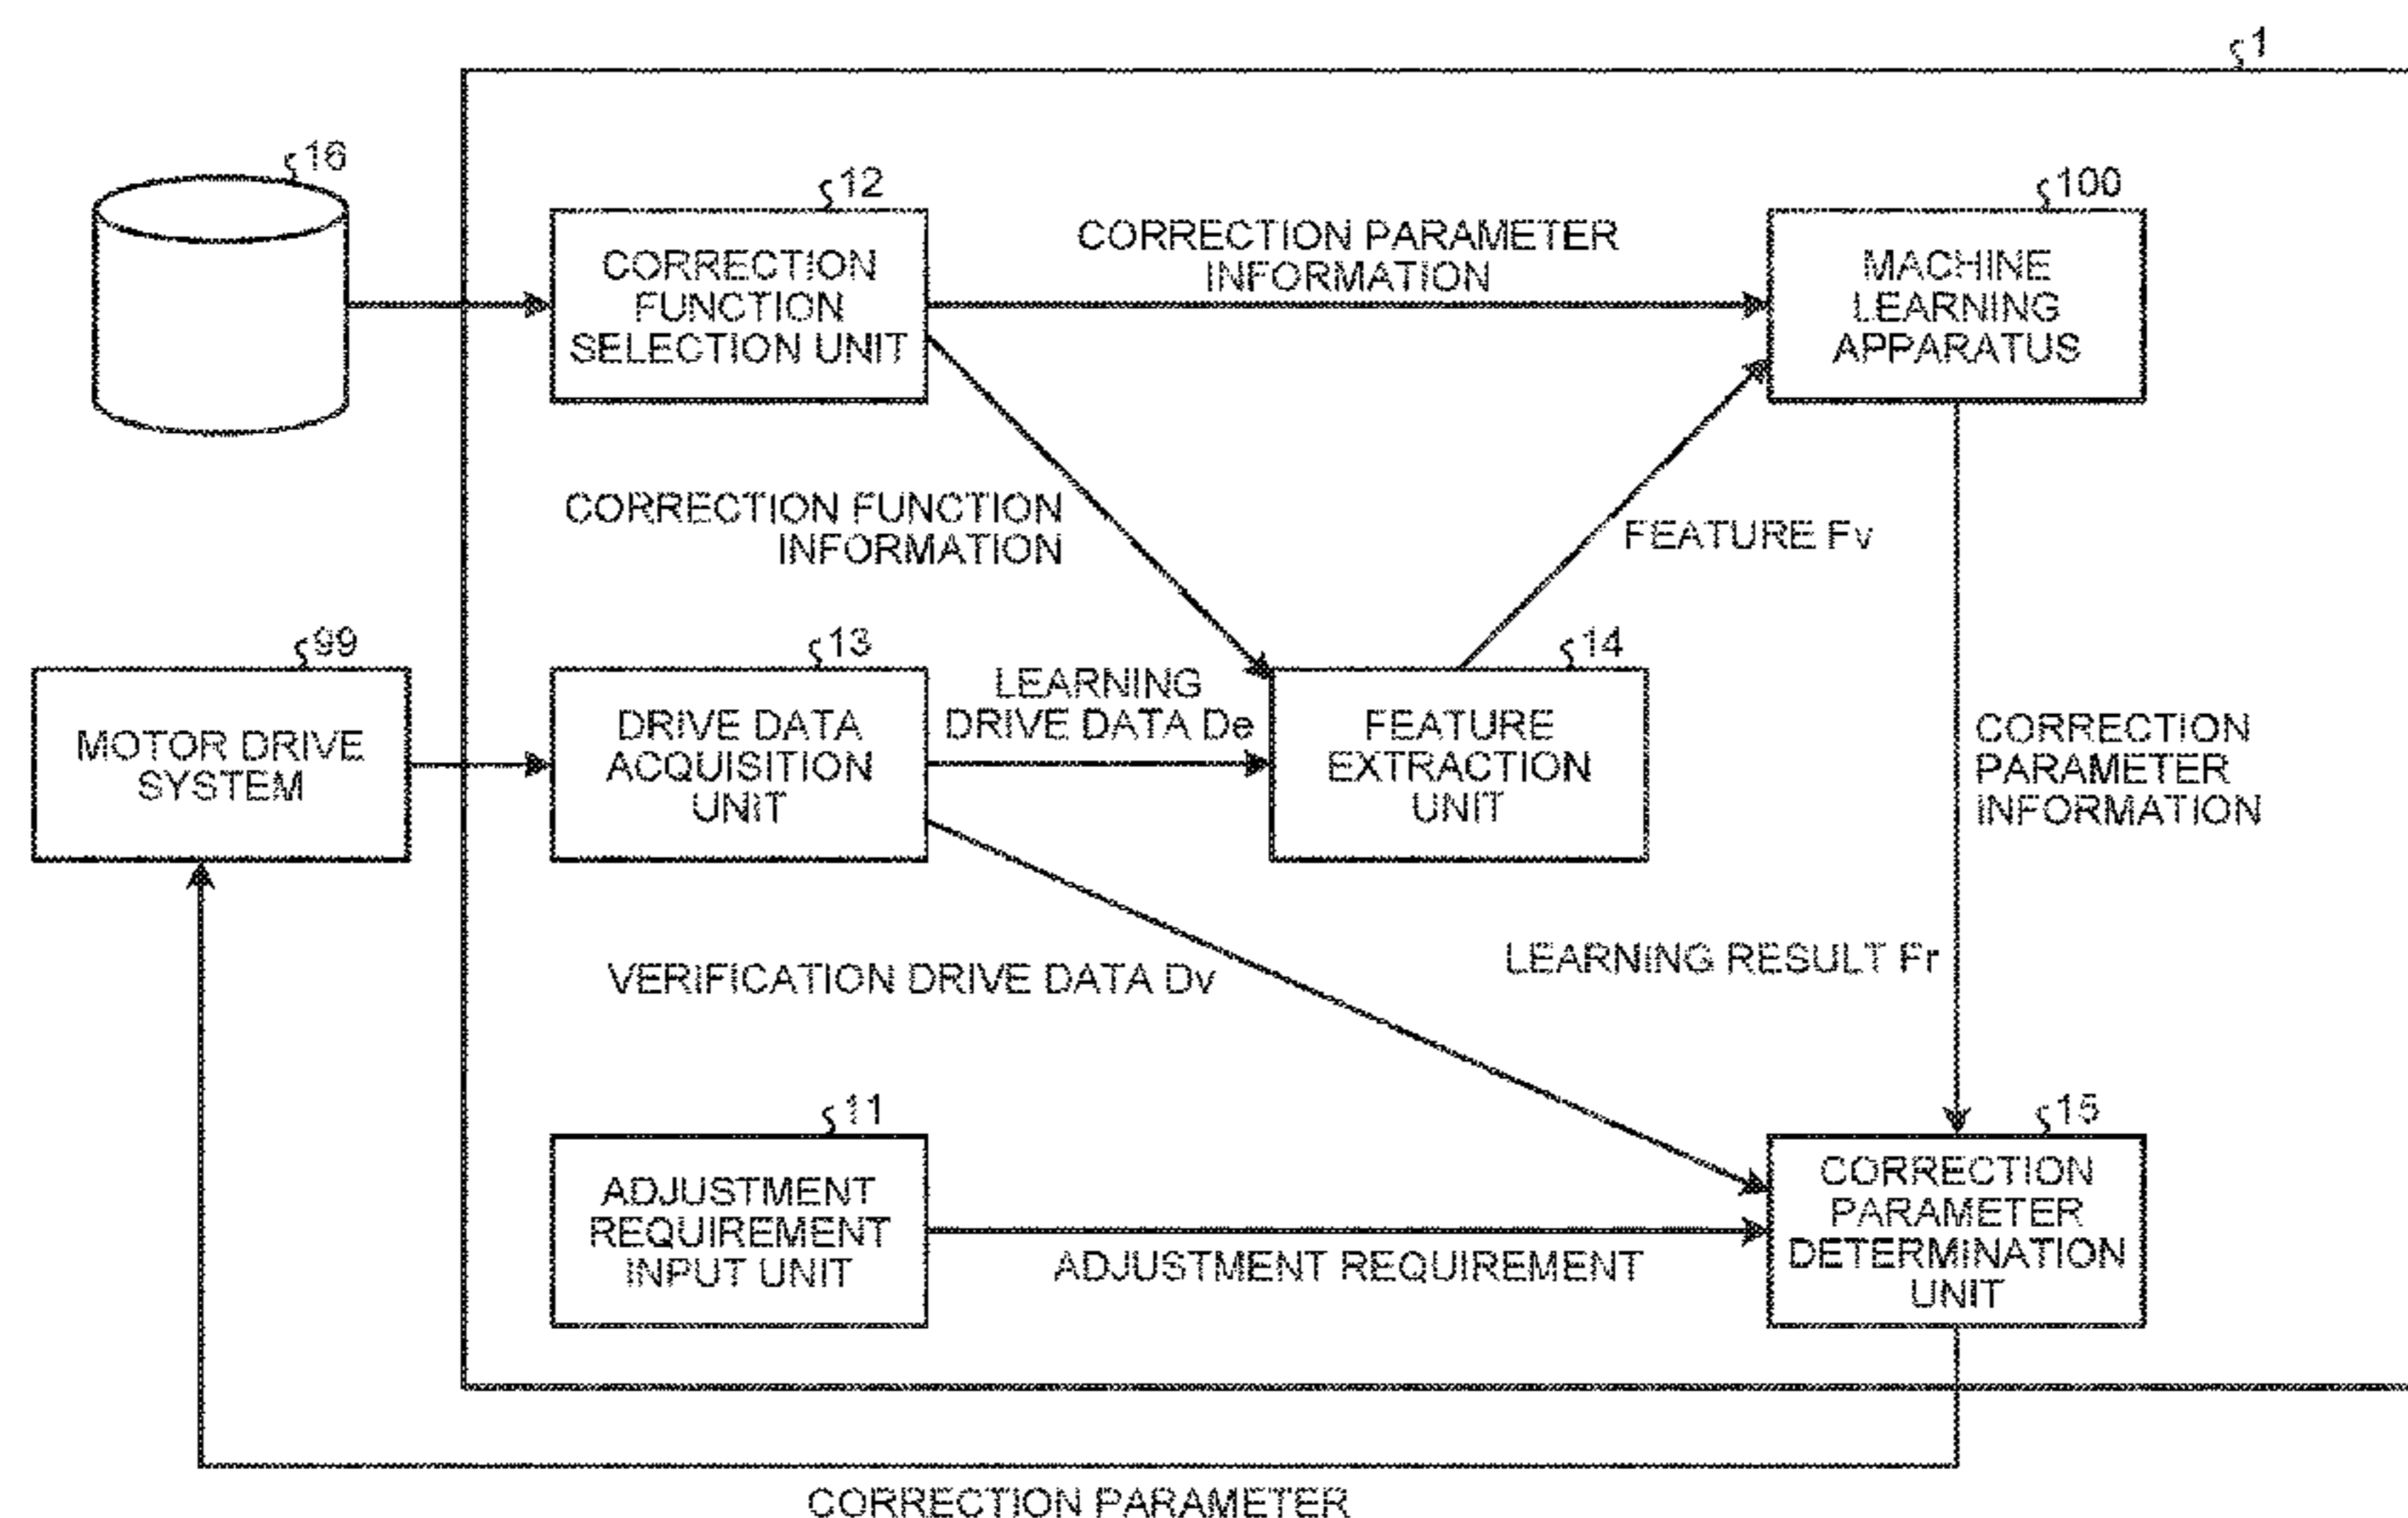 1
16
12
CORRECTION
FUNCTION
SELECTION UNIT
CORRECTION PARAMETER
INFORMATION
100
MACHINE
LEARNING
APPARATUS
CORRECTION FUNCTION
INFORMATION
FEATURE Fv
99
MOTOR DRIVE
SYSTEM
13
DRIVE DATA
ACQUISITION
UNIT
LEARNING
DRIVE DATA De
14
FEATURE
EXTRACTION
UNIT
CORRECTION
PARAMETER
INFORMATION
VERIFICATION DRIVE DATA Dv
LEARNING RESULT Fr
11
ADJUSTMENT
REQUIREMENT
INPUT UNIT
ADJUSTMENT REQUIREMENT
15
CORRECTION
PARAMETER
DETERMINATION
UNIT
CORRECTION PARAMETER